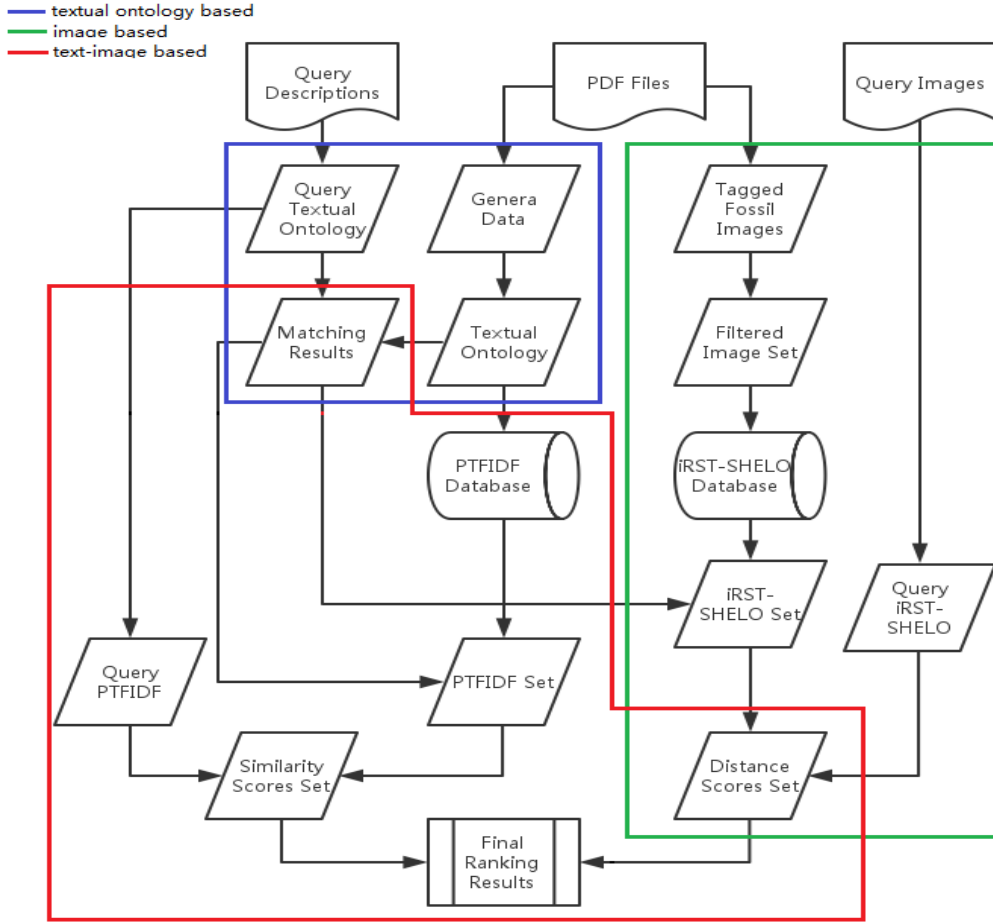 textual ontology based
image based
text-image based
Query
Descriptions
PDF Files
Query Images
Query
Textual
Ontology
Genera
Data
Tagged
Fossil
Images
Matching
Results
Textual
Ontology
Filtered
Image Set
PTFIDF
Database
iRST-SHELO
Database
iRST-
SHELO Set
Query
iRST-
SHELO
Query
PTFIDF
PTFIDF Set
Similarity
Scores Set
Distance
Scores Set
Final
Ranking
Results